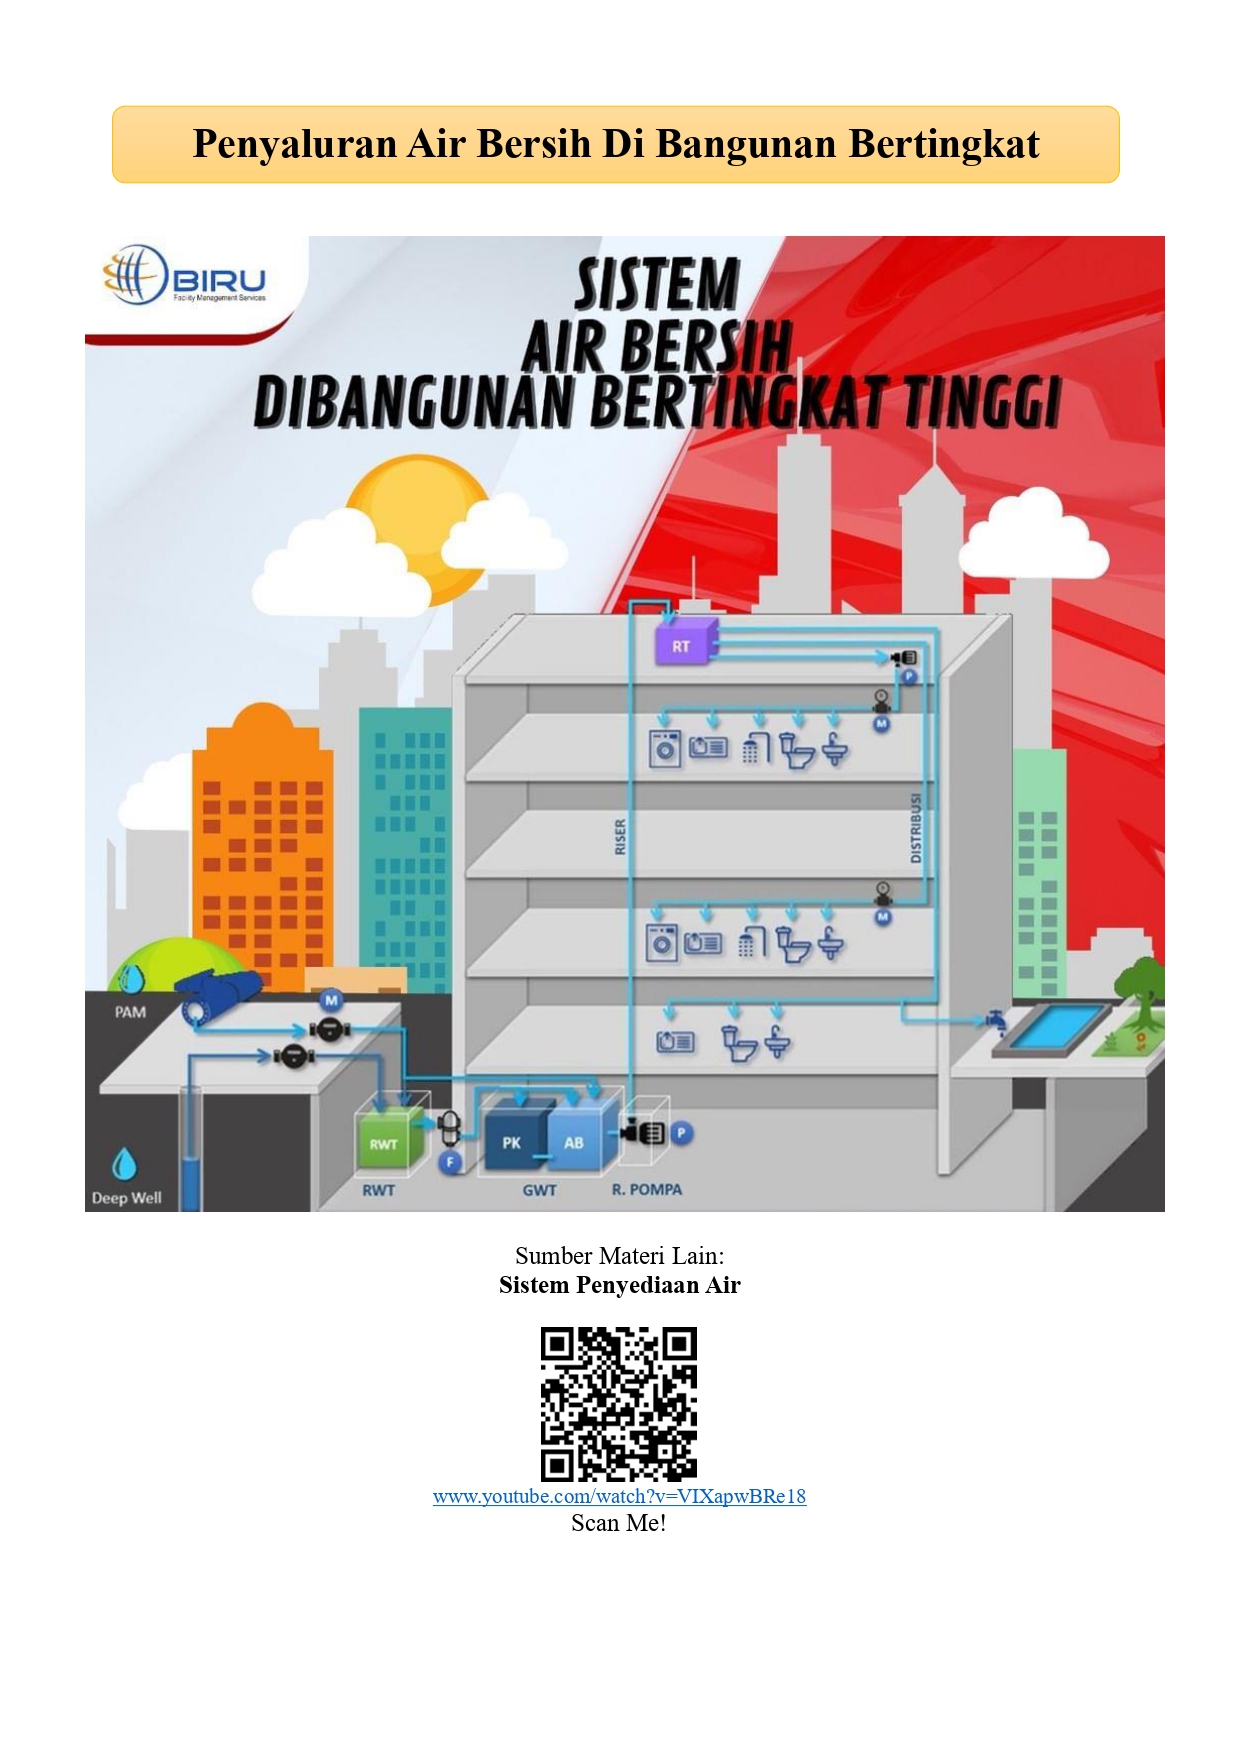 Penyaluran Air Bersih Di Bangunan Bertingkat
BIRU
Facility Management Services
SISTEM
AIR BERSIH
DIBANGUNAN BERTINGKAT TINGGI
RT
P
M
RISER
DISTRIBUSI
M
PAM
M
RWT
F
PK
AB
P
RWT
GWT
R. POMPA
Deep Well
Sumber Materi Lain:
Sistem Penyediaan Air
www.youtube.com/watch?v=VIXapwBRe18
Scan Me!